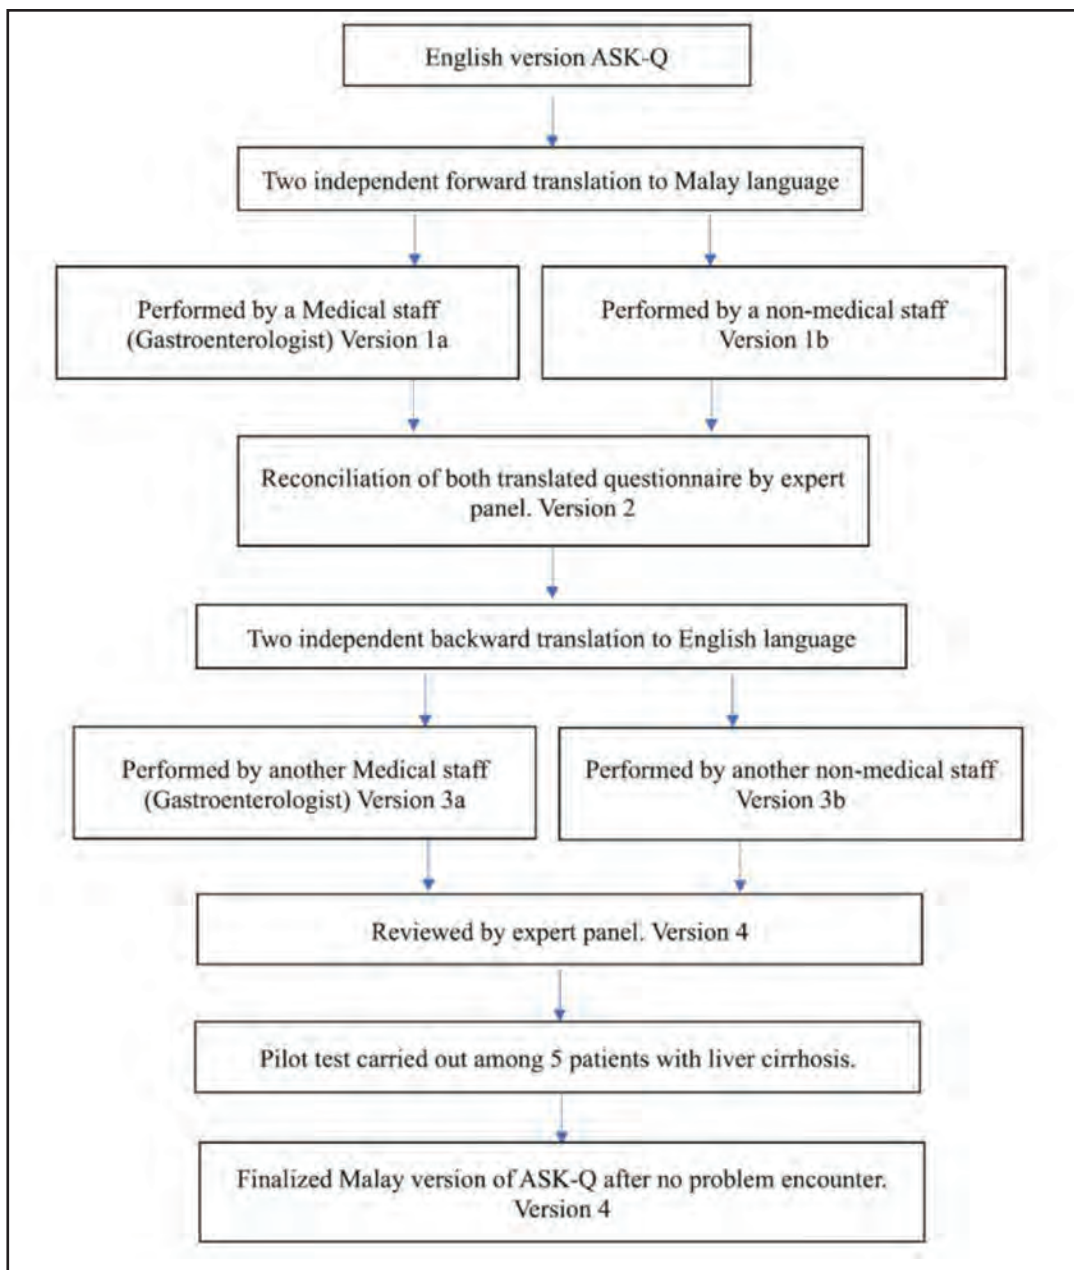 English version ASK-Q
Two independent forward translation to Malay language
Performed by a Medical staff
(Gastroenterologist) Version 1a
Performed by a non-medical staff
Version 1b
Reconciliation of both translated questionnaire by expert
panel. Version 2
Two independent backward translation to English language
Performed by another Medical staff
(Gastroenterologist) Version 3a
Performed by another non-medical staff
Version 3b
Reviewed by expert panel. Version 4
Pilot test carried out among 5 patients with liver cirrhosis.
Finalized Malay version of ASK-Q after no problem encounter.
Version 4